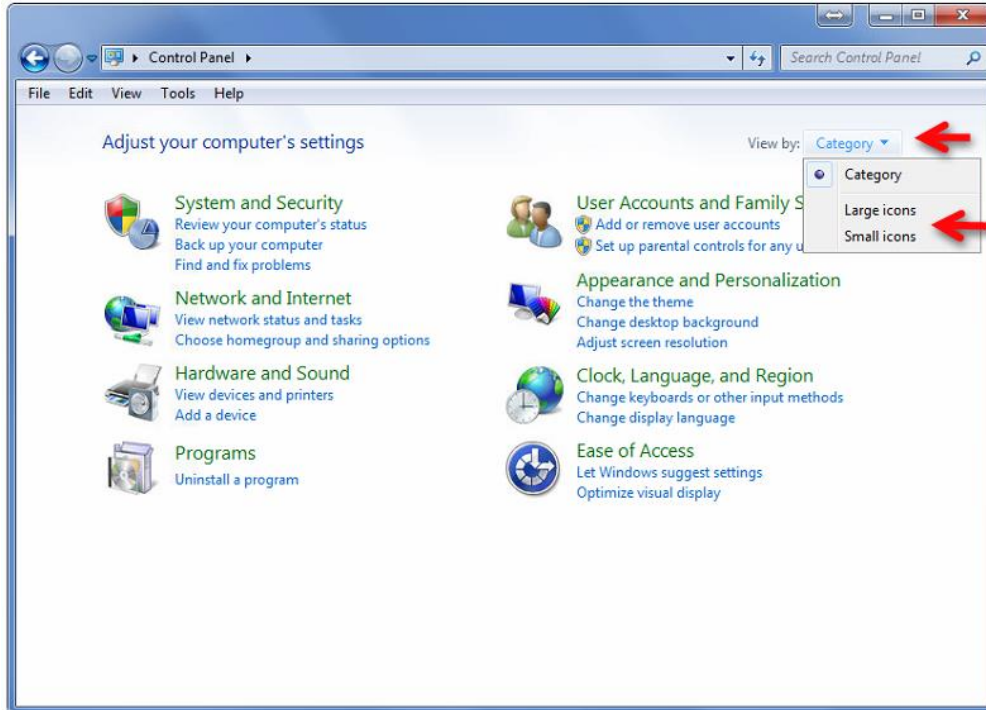 Control Panel
Search Control Panel
File Edit View Tools Help
Adjust your computer's settings
View by: Category
Category
Large icons
Small icons
System and Security
Review your computer's status
Back up your computer
Find and fix problems
Network and Internet
View network status and tasks
Choose homegroup and sharing options
Hardware and Sound
View devices and printers
Add a device
Programs
Uninstall a program
User Accounts and Family S
Add or remove user accounts
Set up parental controls for any u
Appearance and Personalization
Change the theme
Change desktop background
Adjust screen resolution
Clock, Language, and Region
Change keyboards or other input methods
Change display language
Ease of Access
Let Windows suggest settings
Optimize visual display